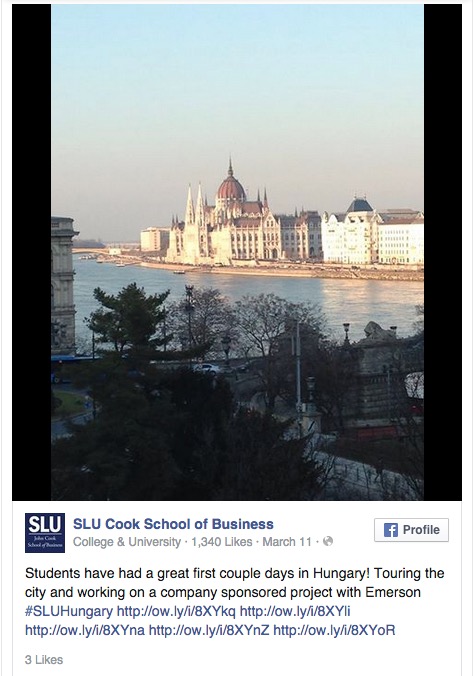 SLU
John Cook
School of Business
SLU Cook School of Business
College & University · 1,340 Likes · March 11 ·
Profile
Students have had a great first couple days in Hungary! Touring the
city and working on a company sponsored project with Emerson
#SLUHungary http://ow.ly/i/8XYkq http://ow.ly/i/8XYli
http://ow.ly/i/8XYna http://ow.ly/i/8XYnZ http://ow.ly/i/8XYoR
3 Likes